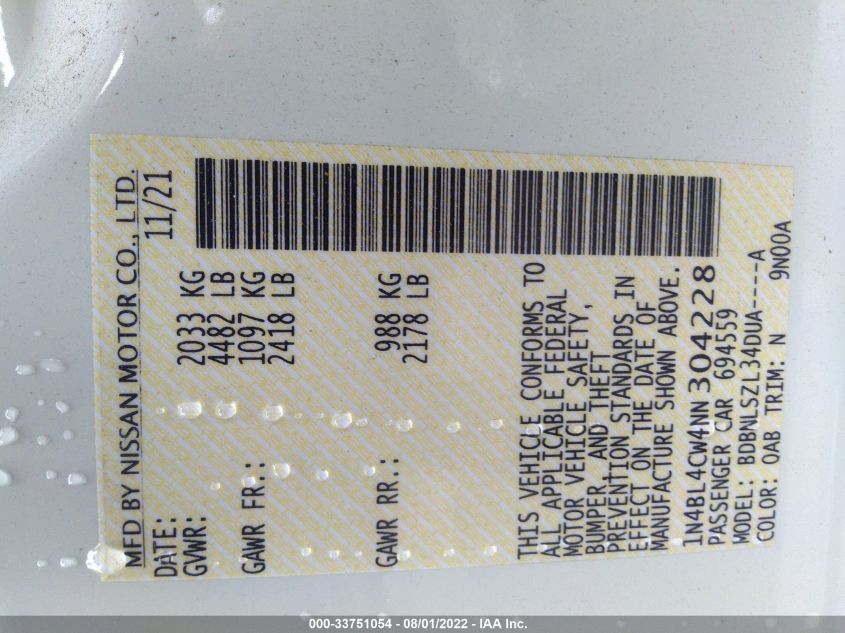 MFD BY NISSAN MOTOR CO., LTD.
DATE: 11/21
GVWR: 2033 KG
4482 LB
GAWR FR.: 1097 KG
2418 LB
GAWR RR.: 988 KG
2178 LB
THIS VEHICLE CONFORMS TO
ALL APPLICABLE FEDERAL
MOTOR VEHICLE SAFETY,
BUMPER, AND THEFT
PREVENTION STANDARDS IN
EFFECT ON THE DATE OF
MANUFACTURE SHOWN ABOVE.
1N4BL4CW4NN304228
PASSENGER CAR 694559
MODEL: BDBNLSZL34DUA----A
COLOR: QAB TRIM: N 9N00A
000-33751054 - 08/01/2022 - IAA Inc.